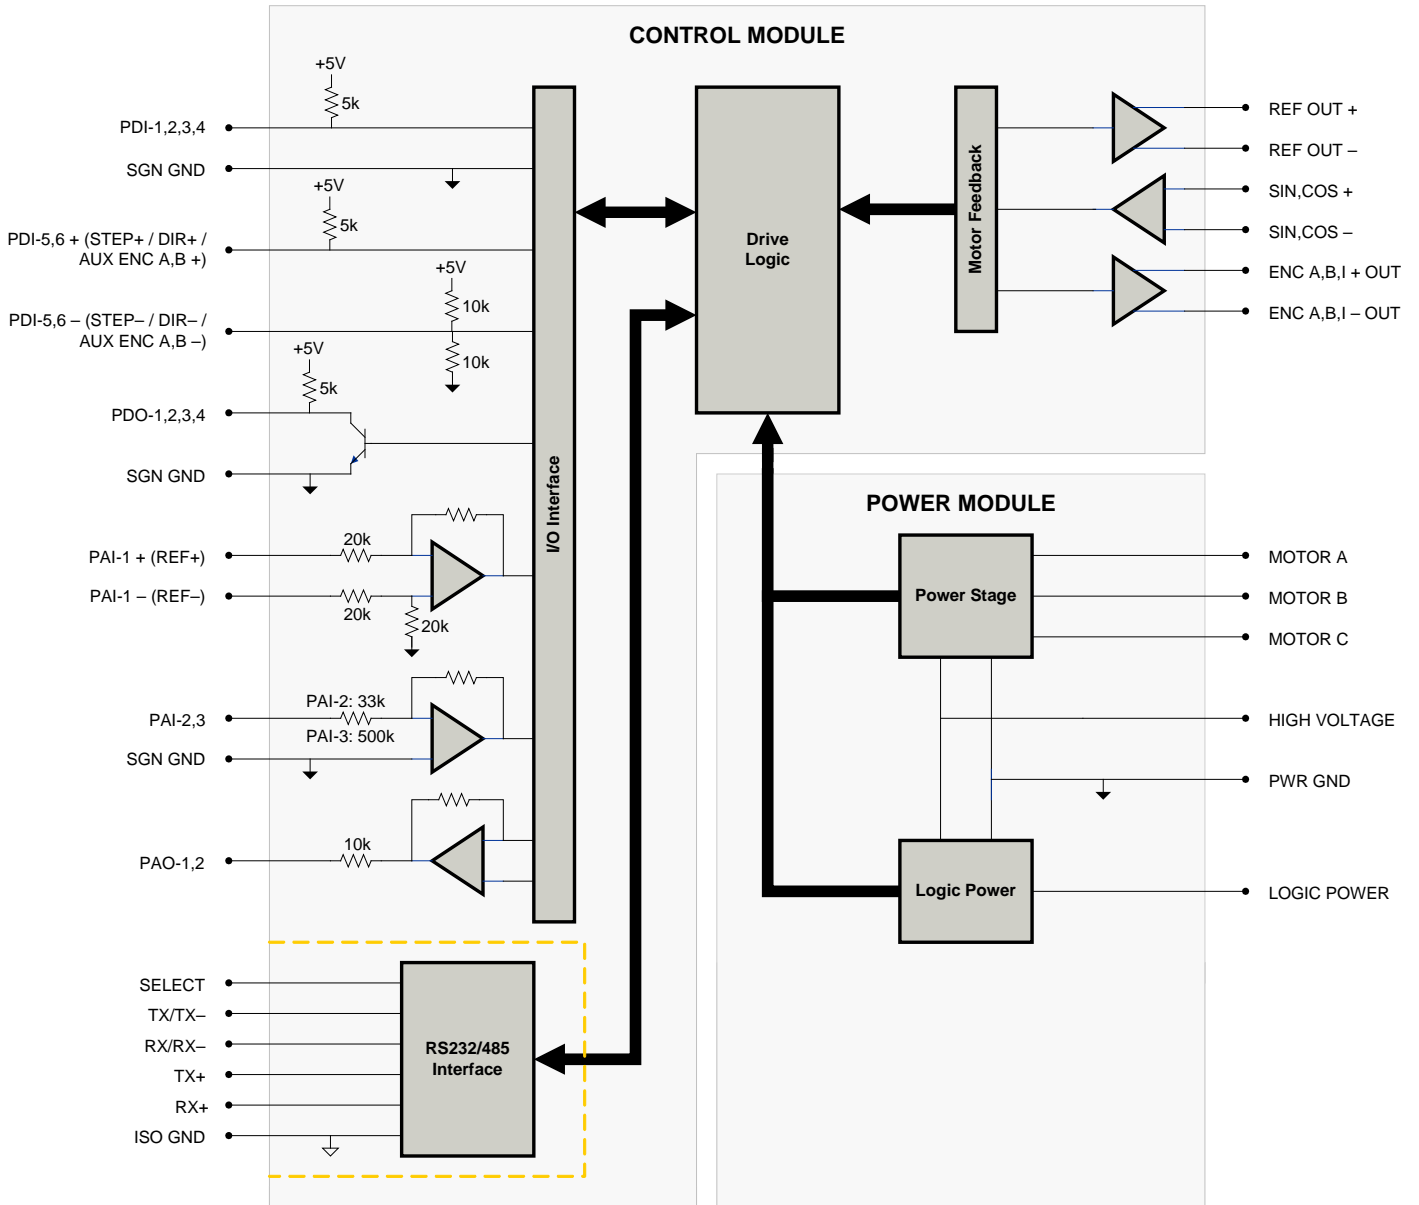 CONTROL MODULE
+5V
5k
PDI-1,2,3,4
SGN GND
+5V
5k
PDI-5,6 + (STEP+ / DIR+ /
AUX ENC A,B +)
+5V
10k
PDI-5,6 – (STEP– / DIR– /
AUX ENC A,B –)
10k
+5V
5k
PDO-1,2,3,4
SGN GND
20k
PAI-1 + (REF+)
PAI-1 – (REF–)
20k
20k
PAI-2: 33k
PAI-2,3
PAI-3: 500k
SGN GND
10k
PAO-1,2
I/O Interface
SELECT
TX/TX–
RX/RX–
TX+
RX+
ISO GND
RS232/485
Interface
Drive
Logic
Motor Feedback
REF OUT +
REF OUT –
SIN,COS +
SIN,COS –
ENC A,B,I + OUT
ENC A,B,I – OUT
POWER MODULE
Power Stage
MOTOR A
MOTOR B
MOTOR C
HIGH VOLTAGE
PWR GND
Logic Power
LOGIC POWER